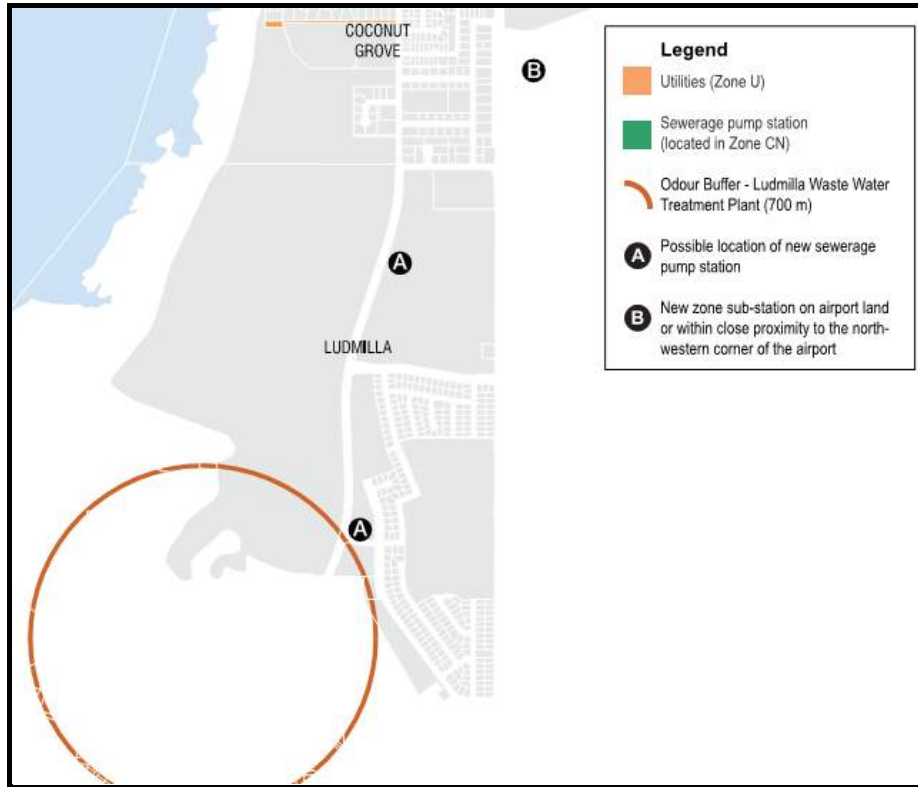 COCONUT
GROVE
B
A
LUDMILLA
A
Legend
Utilities (Zone U)
Sewerage pump station
(located in Zone CN)
Odour Buffer - Ludmilla Waste Water
Treatment Plant (700 m)
A Possible location of new sewerage
pump station
B New zone sub-station on airport land
or within close proximity to the north-
western corner of the airport